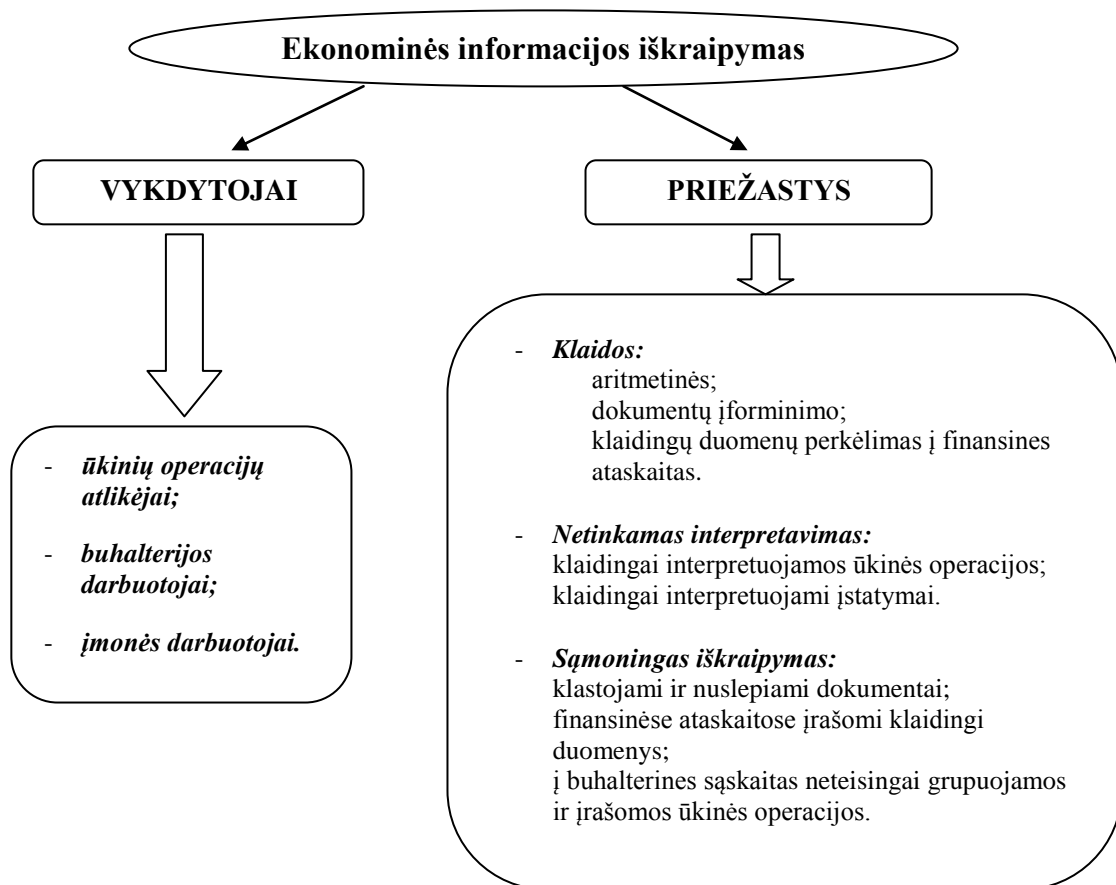 Ekonominės informacijos iškraipymas
VYKDYTOJAI
PRIEŽASTYS
- ūkinių operacijų
atlikėjai;
- buhalterijos
darbuotojai;
- įmonės darbuotojai.
- Klaidos:
aritmetinės;
dokumentų įforminimo;
klaidingų duomenų perkėlimas į finansines
ataskaitas.
- Netinkamas interpretavimas:
klaidingai interpretuojamos ūkinės operacijos;
klaidingai interpretuojami įstatymai.
- Sąmoningas iškraipymas:
klastojami ir nuslepiami dokumentai;
finansinėse ataskaitose įrašomi klaidingi
duomenys;
į buhalterines sąskaitas neteisingai grupuojamos
ir įrašomos ūkinės operacijos.